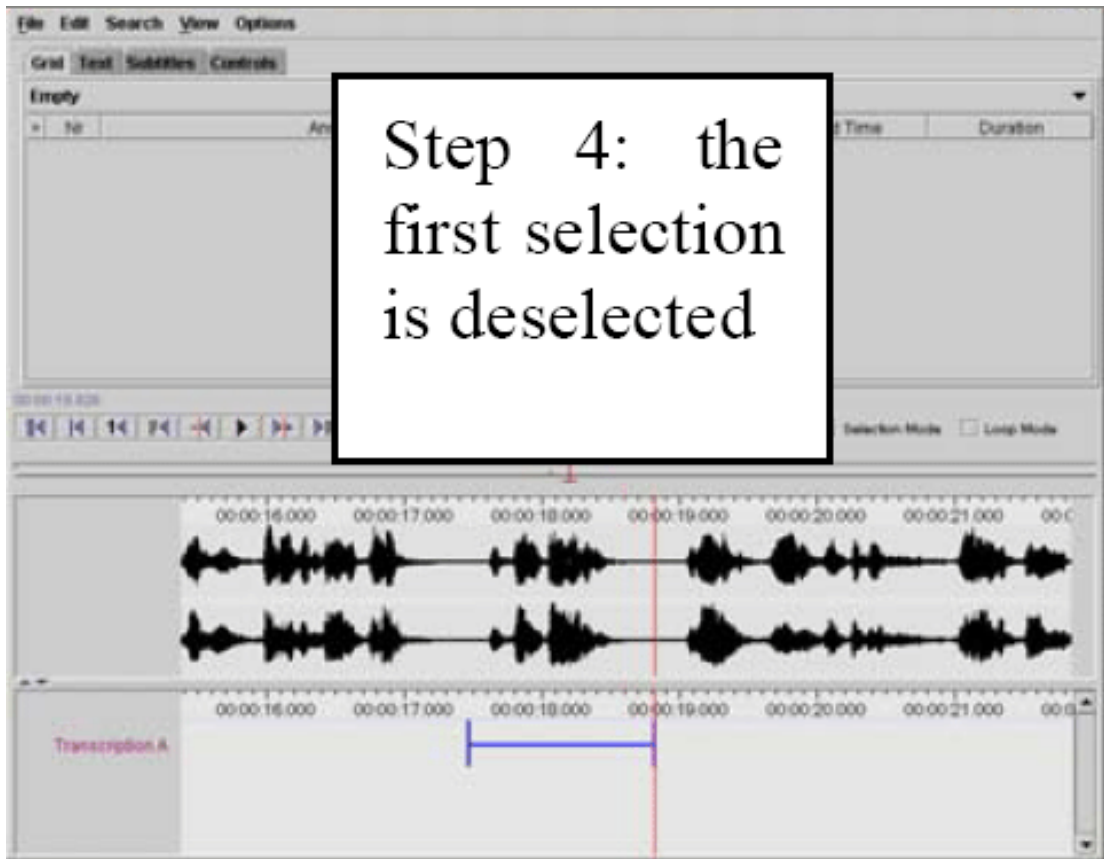 File Edit Search View Options
Grid Text Subtitles Controls
Empty
Nr Time Duration
Step 4: the
first selection
is deselected
Selection Mode Loop Mode
00:00:16.000 00:00:17.000 00:00:18.000 00:00:19.000 00:00:20.000 00:00:21.000
00:00:16.000 00:00:17.000 00:00:18.000 00:00:19.000 00:00:20.000 00:00:21.000
Transcription A